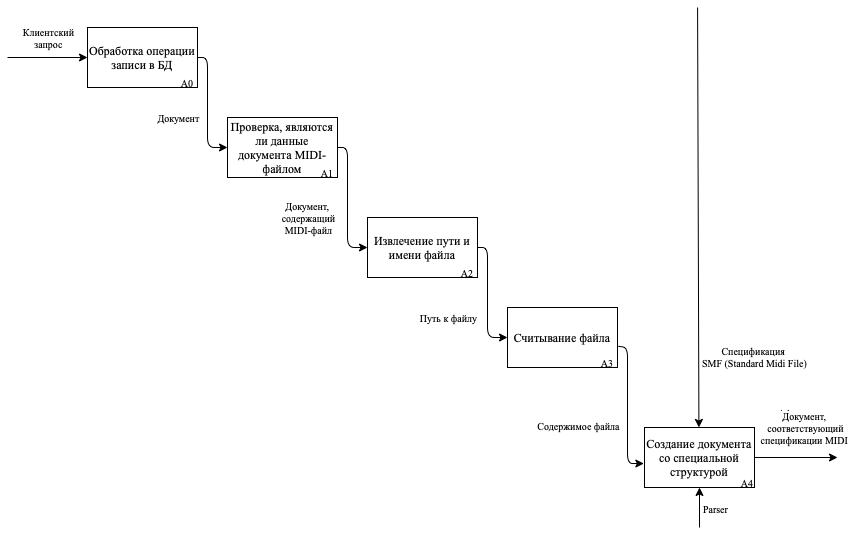 Клиентский
запрос
Обработка операции
записи в БД
A0
Документ
Проверка, являются
ли данные
документа MIDI-
файлом
A1
Документ,
содержащий
MIDI-файл
Извлечение пути и
имени файла
A2
Путь к файлу
Считывание файла
A3
Спецификация
SMF (Standard Midi File)
Содержимое файла
Создание документа
со специальной
структурой
A4
Документ,
соответствующий
спецификации MIDI
Parser